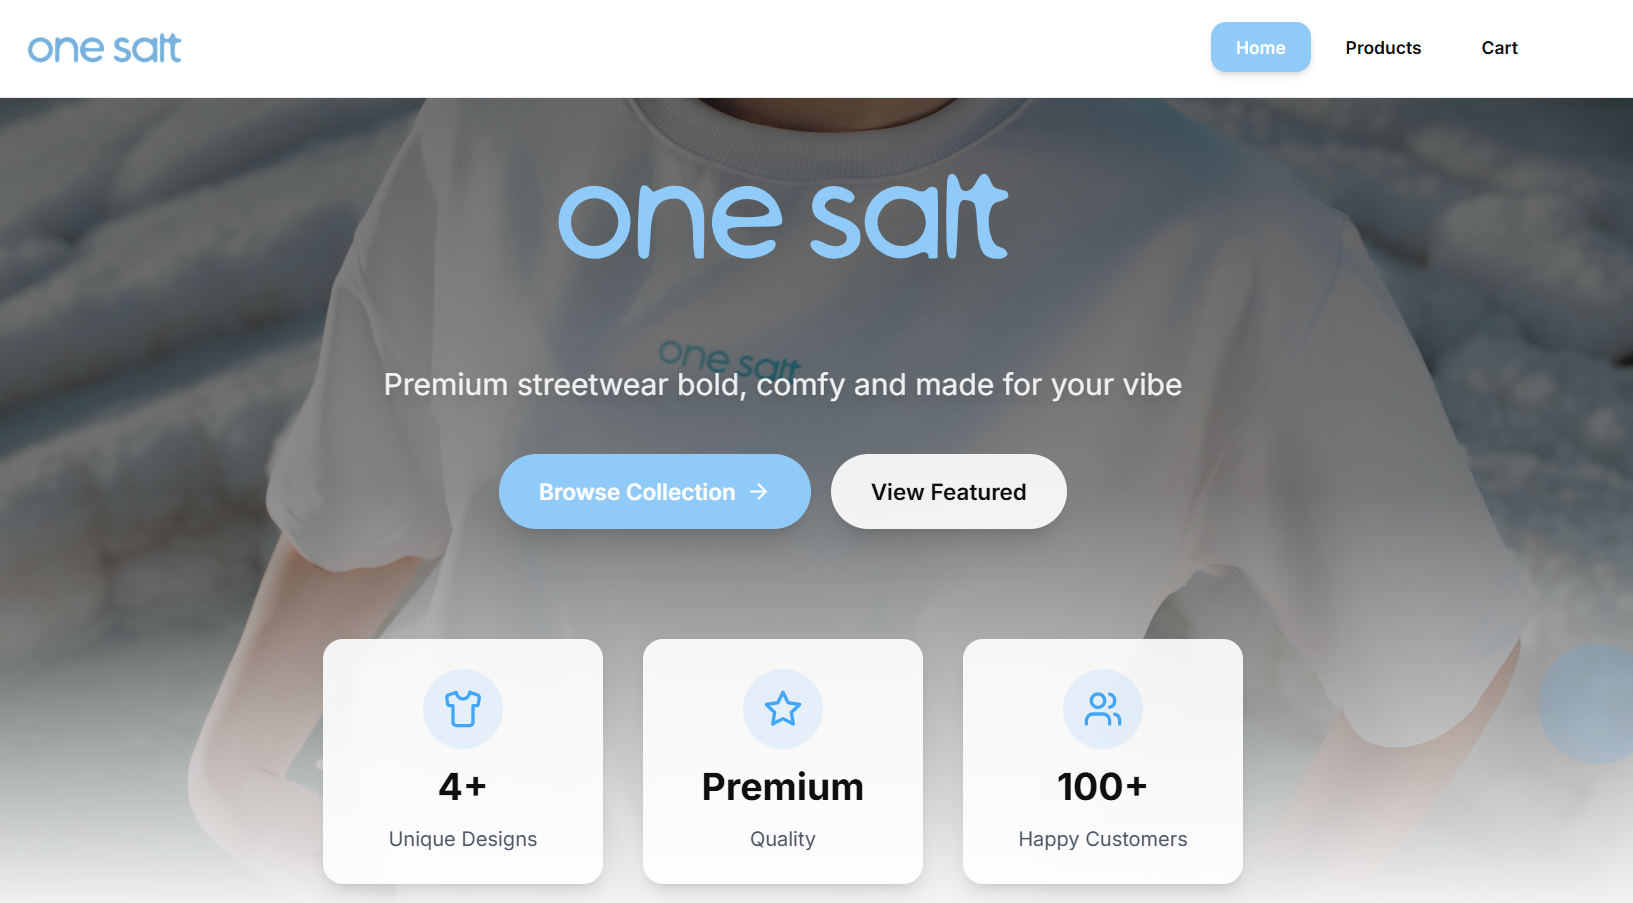 one salt
Home
Products
Cart
one salt
one salt
Premium streetwear bold, comfy and made for your vibe
Browse Collection →
View Featured
4+
Unique Designs
Premium
Quality
100+
Happy Customers